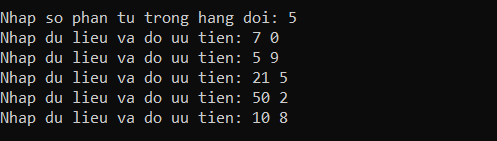 Nhap so phan tu trong hang doi: 5
Nhap du lieu va do uu tien: 7 0
Nhap du lieu va do uu tien: 5 9
Nhap du lieu va do uu tien: 21 5
Nhap du lieu va do uu tien: 50 2
Nhap du lieu va do uu tien: 10 8